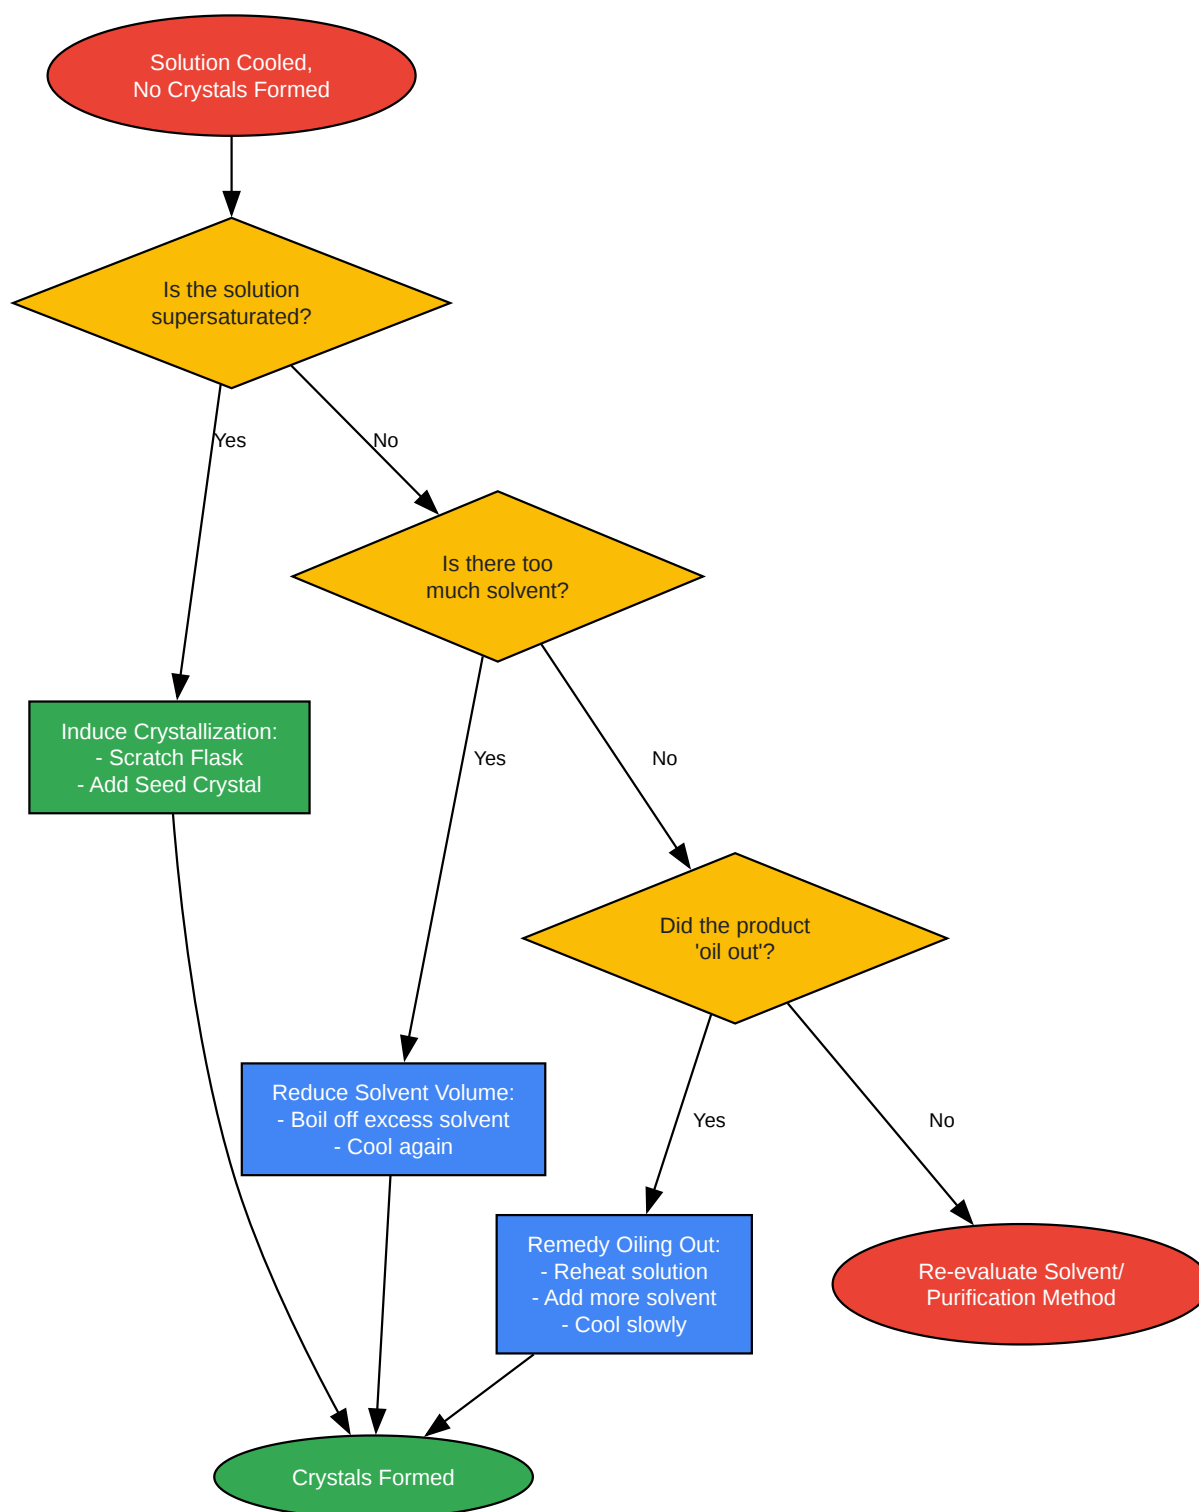 Solution Cooled,
No Crystals Formed
Is the solution
supersaturated?
Yes
No
Is there too
much solvent?
Induce Crystallization:
- Scratch Flask
- Add Seed Crystal
Yes
No
Did the product
'oil out'?
Reduce Solvent Volume:
- Boil off excess solvent
- Cool again
Yes
No
Remedy Oiling Out:
- Reheat solution
- Add more solvent
- Cool slowly
Re-evaluate Solvent/
Purification Method
Crystals Formed